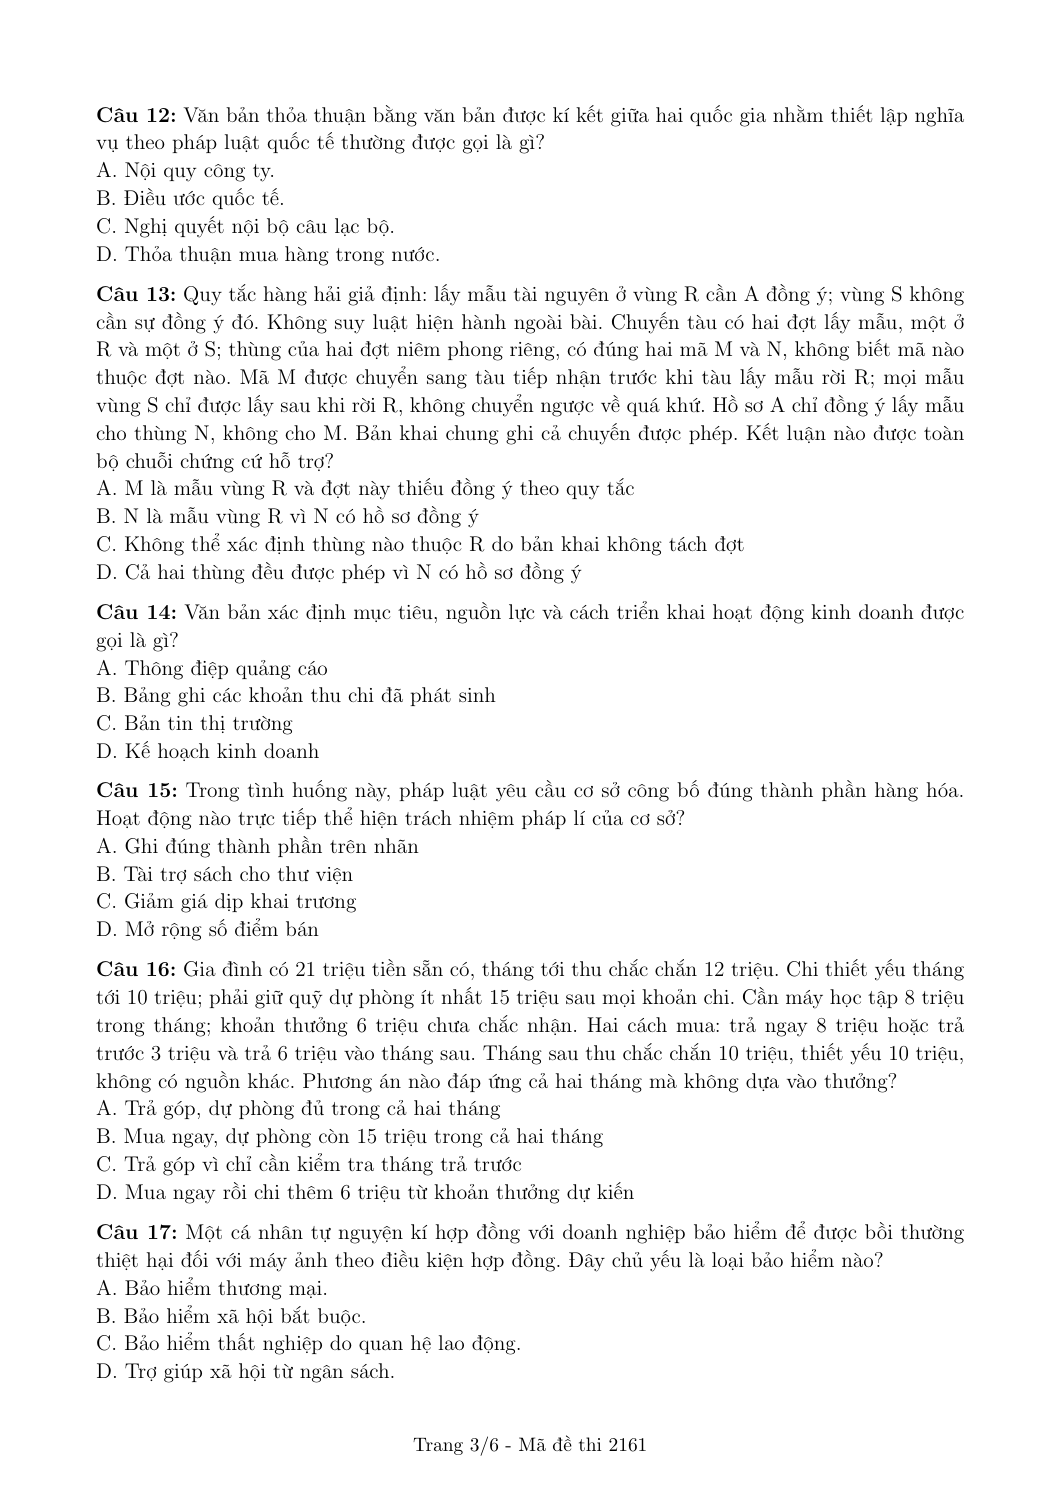 Câu 12: Văn bản thỏa thuận bằng văn bản được kí kết giữa hai quốc gia nhằm thiết lập nghĩa
vụ theo pháp luật quốc tế thường được gọi là gì?
A. Nội quy công ty.
B. Điều ước quốc tế.
C. Nghị quyết nội bộ câu lạc bộ.
D. Thỏa thuận mua hàng trong nước.
Câu 13: Quy tắc hàng hải giả định: lấy mẫu tài nguyên ở vùng R cần A đồng ý; vùng S không
cần sự đồng ý đó. Không suy luật hiện hành ngoài bài. Chuyến tàu có hai đợt lấy mẫu, một ở
R và một ở S; thùng của hai đợt niêm phong riêng, có đúng hai mã M và N, không biết mã nào
thuộc đợt nào. Mã M được chuyển sang tàu tiếp nhận trước khi tàu lấy mẫu rời R; mọi mẫu
vùng S chỉ được lấy sau khi rời R, không chuyển ngược về quá khứ. Hồ sơ A chỉ đồng ý lấy mẫu
cho thùng N, không cho M. Bản khai chung ghi cả chuyến được phép. Kết luận nào được toàn
bộ chuỗi chứng cứ hỗ trợ?
A. M là mẫu vùng R và đợt này thiếu đồng ý theo quy tắc
B. N là mẫu vùng R vì N có hồ sơ đồng ý
C. Không thể xác định thùng nào thuộc R do bản khai không tách đợt
D. Cả hai thùng đều được phép vì N có hồ sơ đồng ý
Câu 14: Văn bản xác định mục tiêu, nguồn lực và cách triển khai hoạt động kinh doanh được
gọi là gì?
A. Thông điệp quảng cáo
B. Bảng ghi các khoản thu chi đã phát sinh
C. Bản tin thị trường
D. Kế hoạch kinh doanh
Câu 15: Trong tình huống này, pháp luật yêu cầu cơ sở công bố đúng thành phần hàng hóa.
Hoạt động nào trực tiếp thể hiện trách nhiệm pháp lí của cơ sở?
A. Ghi đúng thành phần trên nhãn
B. Tài trợ sách cho thư viện
C. Giảm giá dịp khai trương
D. Mở rộng số điểm bán
Câu 16: Gia đình có 21 triệu tiền sẵn có, tháng tới thu chắc chắn 12 triệu. Chi thiết yếu tháng
tới 10 triệu; phải giữ quỹ dự phòng ít nhất 15 triệu sau mọi khoản chi. Cần máy học tập 8 triệu
trong tháng; khoản thưởng 6 triệu chưa chắc nhận. Hai cách mua: trả ngay 8 triệu hoặc trả
trước 3 triệu và trả 6 triệu vào tháng sau. Tháng sau thu chắc chắn 10 triệu, thiết yếu 10 triệu,
không có nguồn khác. Phương án nào đáp ứng cả hai tháng mà không dựa vào thưởng?
A. Trả góp, dự phòng đủ trong cả hai tháng
B. Mua ngay, dự phòng còn 15 triệu trong cả hai tháng
C. Trả góp vì chỉ cần kiểm tra tháng trả trước
D. Mua ngay rồi chi thêm 6 triệu từ khoản thưởng dự kiến
Câu 17: Một cá nhân tự nguyện kí hợp đồng với doanh nghiệp bảo hiểm để được bồi thường
thiệt hại đối với máy ảnh theo điều kiện hợp đồng. Đây chủ yếu là loại bảo hiểm nào?
A. Bảo hiểm thương mại.
B. Bảo hiểm xã hội bắt buộc.
C. Bảo hiểm thất nghiệp do quan hệ lao động.
D. Trợ giúp xã hội từ ngân sách.
Trang 3/6 - Mã đề thi 2161